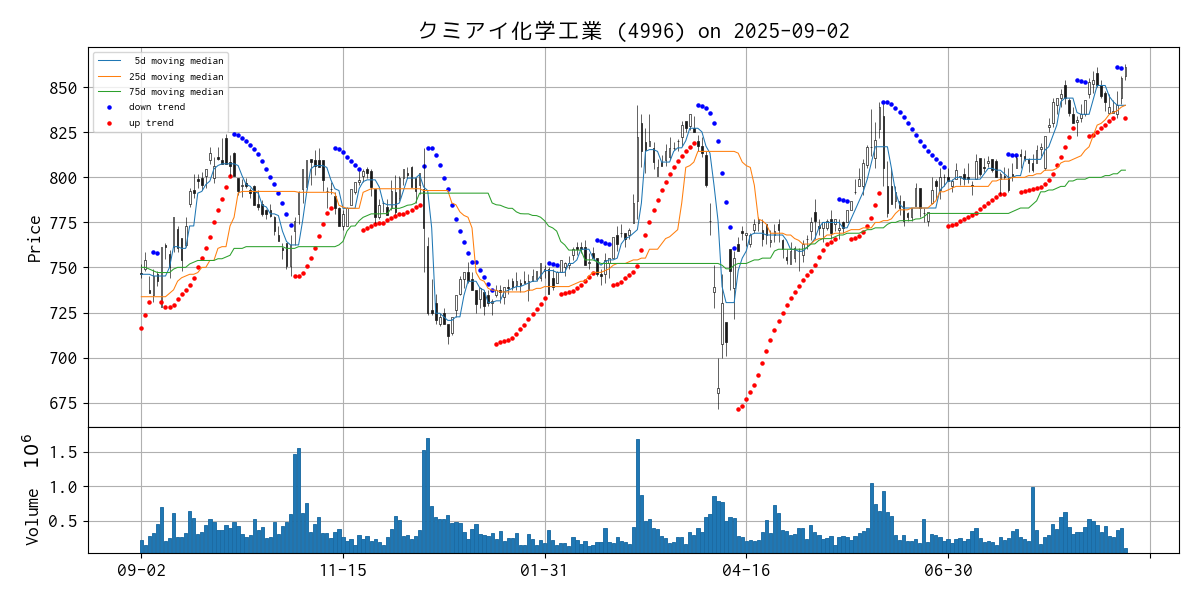 クミアイ化学工業 (4996) on 2025-09-02
5d moving median
25d moving median
75d moving median
down trend
up trend
Price
850
825
800
775
750
725
700
675
Volume 10^6
1.5
1.0
0.5
09-02 11-15 01-31 04-16 06-30